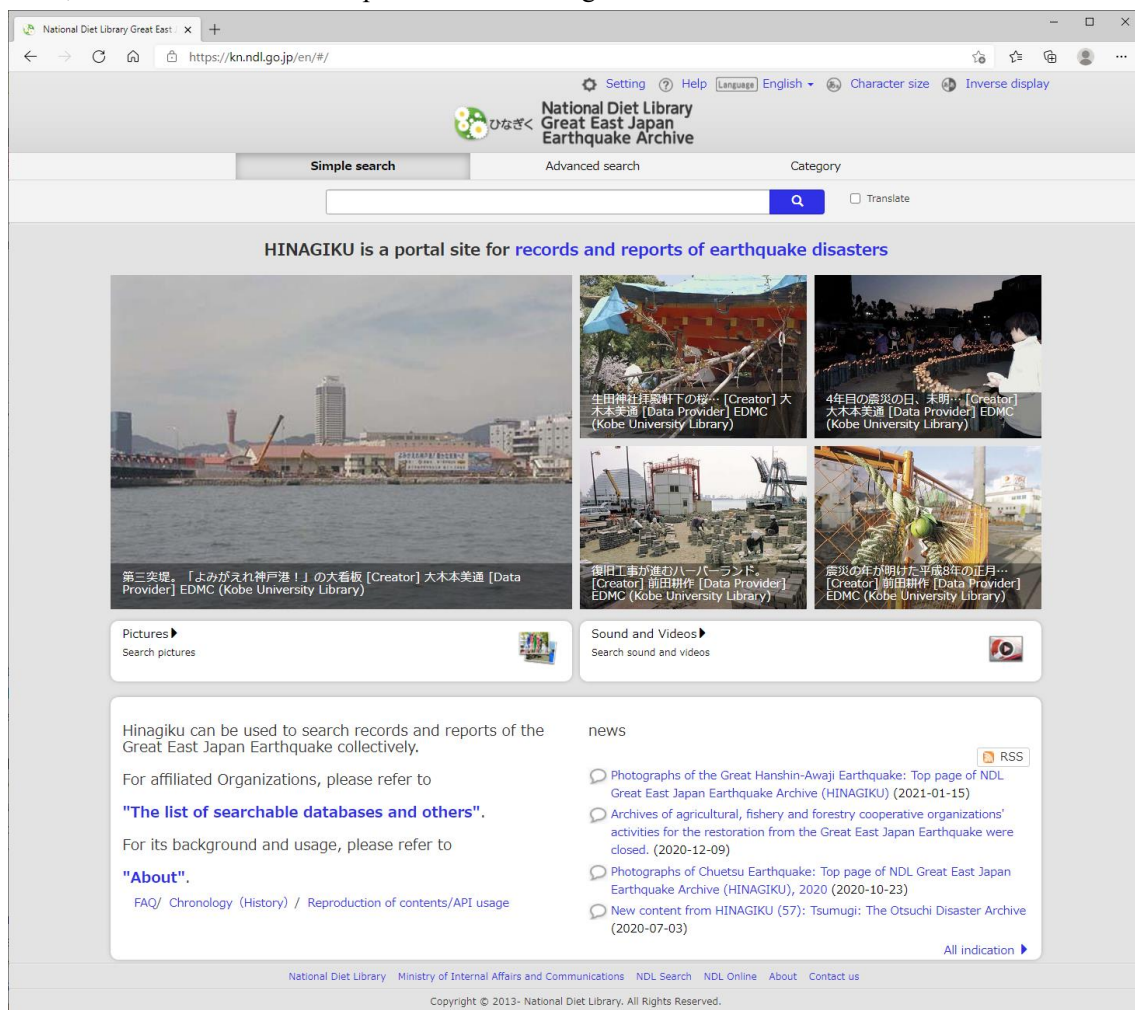 National Diet Library Great East J
https://kn.ndl.go.jp/en/#/
Setting Help Language English Character size Inverse display
ひなぎく
National Diet Library
Great East Japan
Earthquake Archive
Simple search Advanced search Category
Translate
HINAGIKU is a portal site for records and reports of earthquake disasters
第三突堤。「よみがえれ神戸港！」の大看板 [Creator] 大木本美通 [Data
Provider] EDMC (Kobe University Library)
生田神社拝殿軒下の桜… [Creator] 大
木本美通 [Data Provider] EDMC
(Kobe University Library)
4年目の震災の日、未明… [Creator]
大木本美通 [Data Provider] EDMC
(Kobe University Library)
復旧工事が進むハーバーランド。
[Creator] 前田耕作 [Data Provider]
EDMC (Kobe University Library)
震災の年が明けた平成8年の正月…
[Creator] 前田耕作 [Data Provider]
EDMC (Kobe University Library)
Pictures
Search pictures
Sound and Videos
Search sound and videos
Hinagiku can be used to search records and reports of the
Great East Japan Earthquake collectively.
For affiliated Organizations, please refer to
"The list of searchable databases and others".
For its background and usage, please refer to
"About".
FAQ/ Chronology (History) / Reproduction of contents/API usage
news
RSS
Photographs of the Great Hanshin-Awaji Earthquake: Top page of NDL
Great East Japan Earthquake Archive (HINAGIKU) (2021-01-15)
Archives of agricultural, fishery and forestry cooperative organizations'
activities for the restoration from the Great East Japan Earthquake were
closed. (2020-12-09)
Photographs of Chuetsu Earthquake: Top page of NDL Great East Japan
Earthquake Archive (HINAGIKU), 2020 (2020-10-23)
New content from HINAGIKU (57): Tsumugi: The Otsuchi Disaster Archive
(2020-07-03)
All indication
National Diet Library Ministry of Internal Affairs and Communications NDL Search NDL Online About Contact us
Copyright © 2013- National Diet Library. All Rights Reserved.